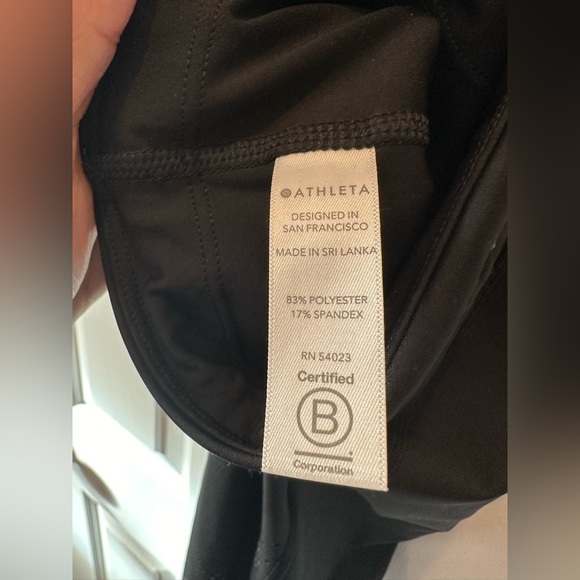 ATHLETA
DESIGNED IN
SAN FRANCISCO
MADE IN SRI LANKA
83% POLYESTER
17% SPANDEX
RN 54023
Certified
B
Corporation